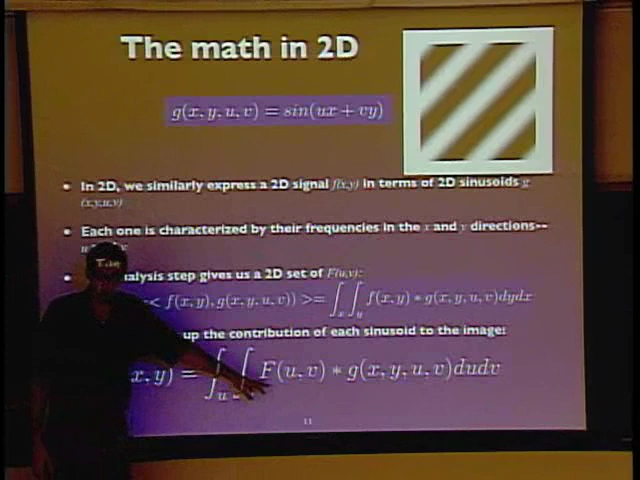 The math in 2D
g(x, y, u, v) = sin(ux + vy)
• In 2D, we similarly express a 2D signal f(x,y) in terms of 2D sinusoids g
(x,y,u,v)
• Each one is characterized by their frequencies in the x and y directions--
alysis step gives us a 2D set of F(u,v):
< f(x, y), g(x, y, u, v)) >= ∫x ∫y f(x, y) * g(x, y, u, v)dydx
up the contribution of each sinusoid to the image:
x, y) = ∫u ∫ F(u, v) * g(x, y, u, v)dudv
11